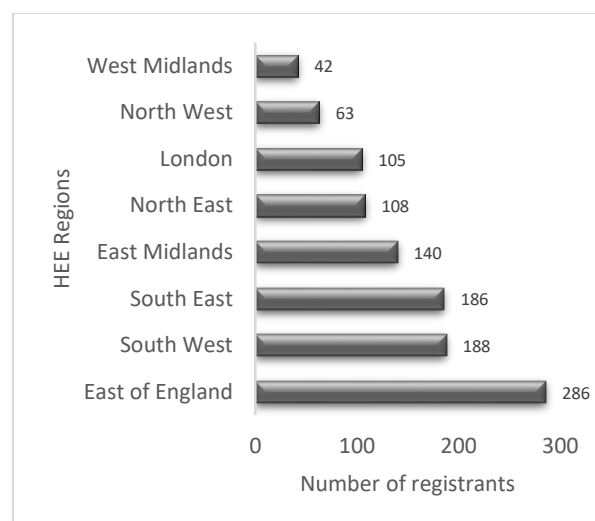 West Midlands 42
North West 63
London 105
North East 108
East Midlands 140
South East 186
South West 188
East of England 286
0 100 200 300
Number of registrants
HEE Regions